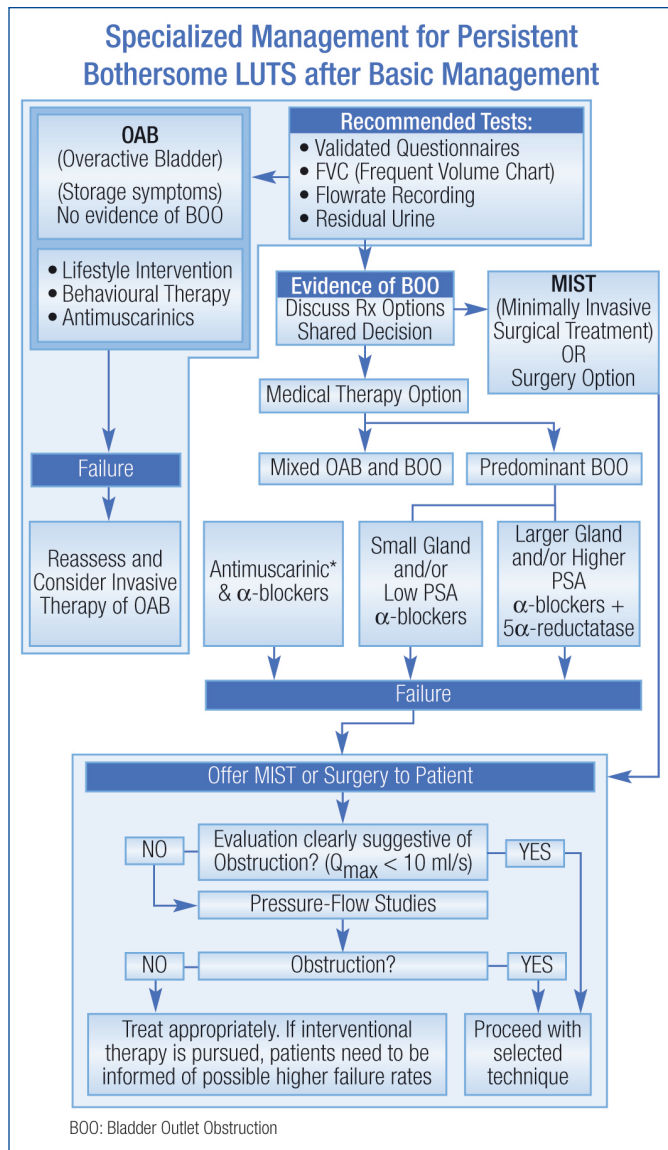 Specialized Management for Persistent
Bothersome LUTS after Basic Management
OAB
(Overactive Bladder)
(Storage symptoms)
No evidence of BOO
• Lifestyle Intervention
• Behavioural Therapy
• Antimuscarinics
Recommended Tests:
• Validated Questionnaires
• FVC (Frequent Volume Chart)
• Flowrate Recording
• Residual Urine
Evidence of BOO
Discuss Rx Options
Shared Decision
MIST
(Minimally Invasive
Surgical Treatment)
OR
Surgery Option
Medical Therapy Option
Failure
Mixed OAB and BOO
Predominant BOO
Reassess and
Consider Invasive
Therapy of OAB
Antimuscarinic*
& α-blockers
Small Gland
and/or
Low PSA
α-blockers
Larger Gland
and/or Higher
PSA
α-blockers +
5α-reductatase
Failure
Offer MIST or Surgery to Patient
NO
Evaluation clearly suggestive of
Obstruction? (Qmax < 10 ml/s)
YES
Pressure-Flow Studies
NO
Obstruction?
YES
Treat appropriately. If interventional
therapy is pursued, patients need to be
informed of possible higher failure rates
Proceed with
selected
technique
BOO: Bladder Outlet Obstruction